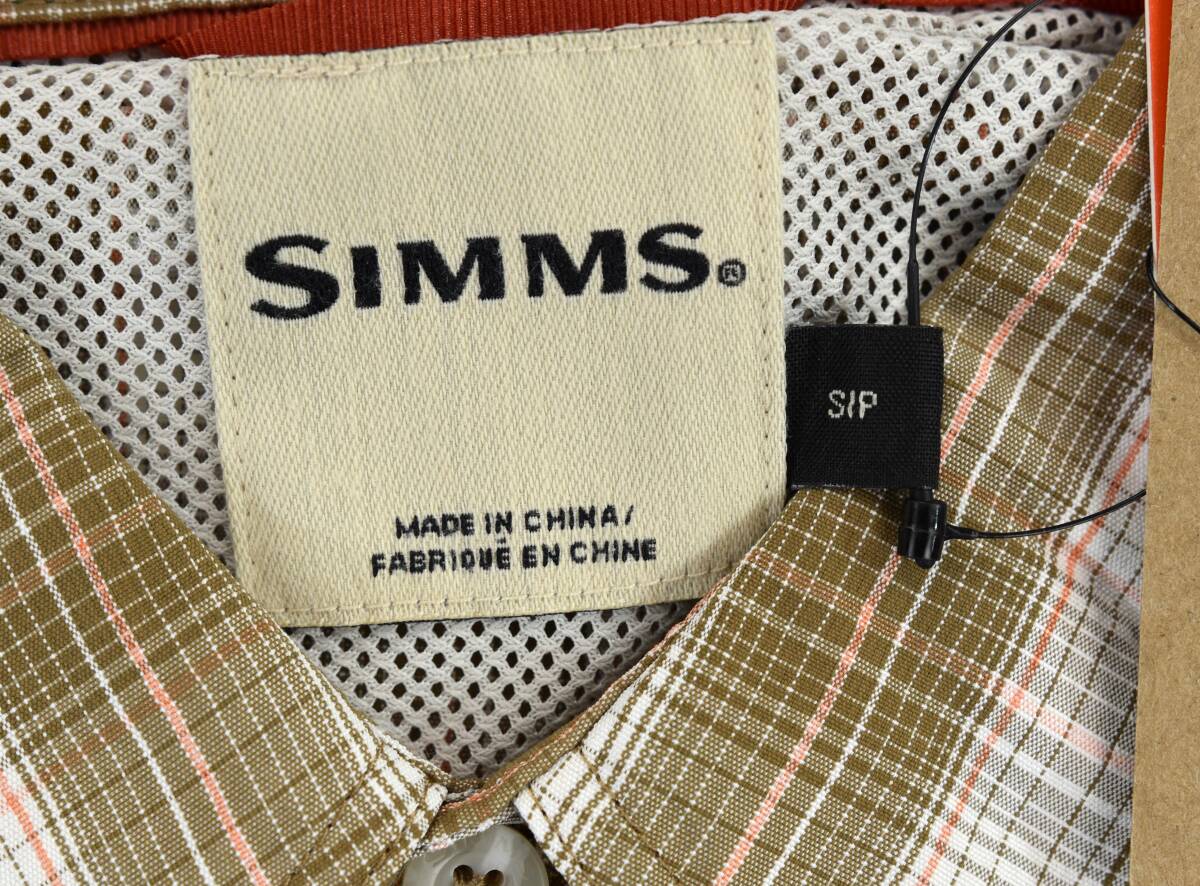 SIMMS®
S/P
MADE IN CHINA/
FABRIQUÉ EN CHINE